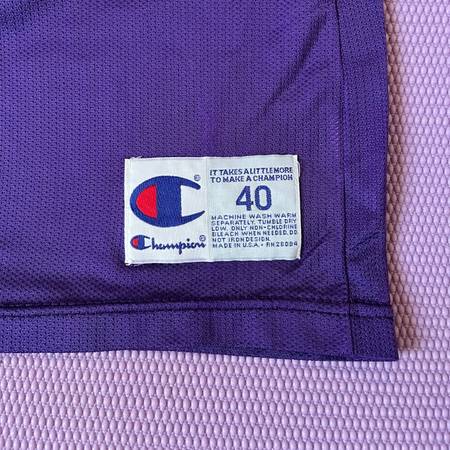 IT TAKES A LITTLE MORE
TO MAKE A CHAMPION
40
MACHINE WASH WARM
SEPARATELY. TUMBLE DRY
LOW. ONLY NON-CHLORINE
BLEACH WHEN NEEDED. DO
NOT IRON DESIGN.
MADE IN U.S.A. • RN26094
Champion